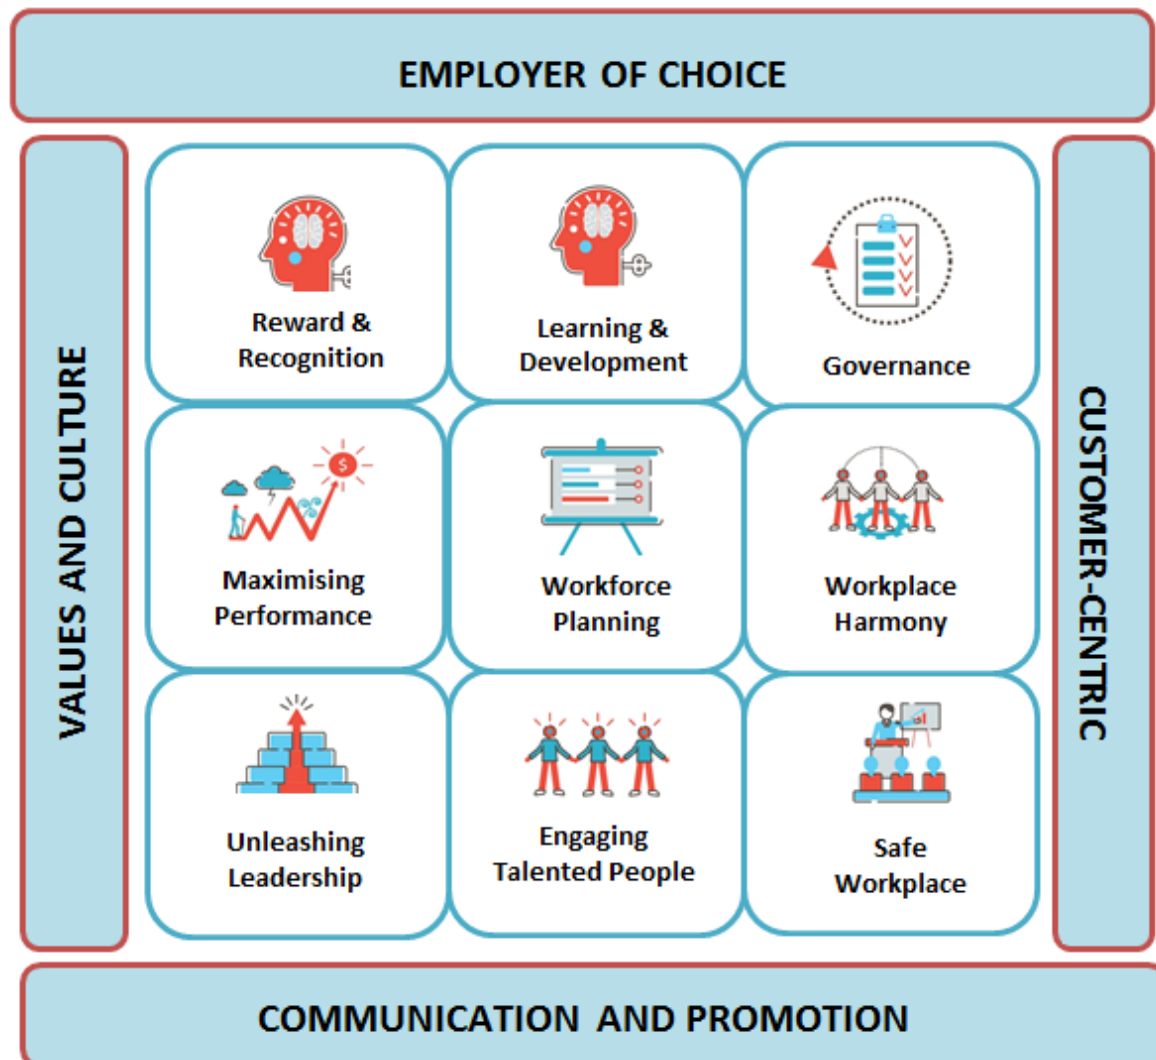 EMPLOYER OF CHOICE
VALUES AND CULTURE
Reward &
Recognition
Learning &
Development
Governance
Maximising
Performance
$
Workforce
Planning
Workplace
Harmony
Unleashing
Leadership
Engaging
Talented People
Safe
Workplace
CUSTOMER-CENTRIC
COMMUNICATION AND PROMOTION